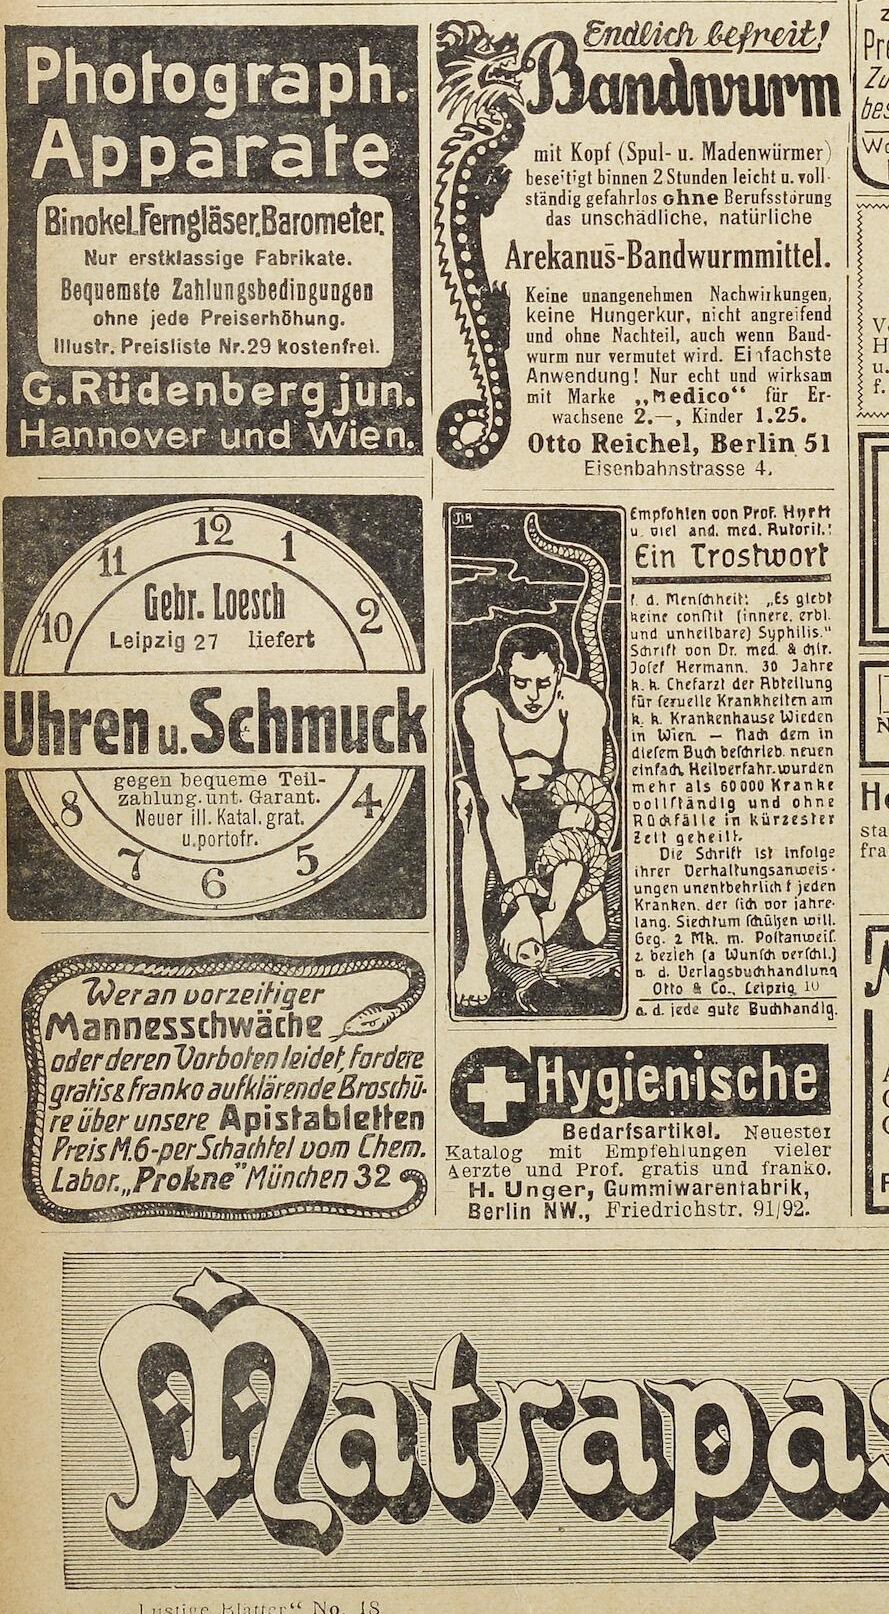 Photograph.
Apparate
Binokel.Ferngläser.Barometer.
Nur erstklassige Fabrikate.
Bequemste Zahlungsbedingungen
ohne jede Preiserhöhung.
Illustr. Preisliste Nr.29 kostenfrei.
G.Rüdenberg jun.
Hannover und Wien.
12
11
1
10
2
Gebr. Loesch
Leipzig 27 liefert
Uhren u. Schmuck
gegen bequeme Teil-
zahlung. unt. Garant.
Neuer ill. Katal. grat.
u. portofr.
8
4
7
5
6
Wer an vorzeitiger
Mannesschwäche
oder deren Vorboten leidet, fordere
gratis & franko aufklärende Broschü-
re über unsere Apistabletten
Preis M.6-per Schachtel vom Chem.
Labor. „Prokne" München 32
Endlich befreit!
Bandwurm
mit Kopf (Spul- u. Madenwürmer)
beseitigt binnen 2 Stunden leicht u. voll-
ständig gefahrlos ohne Berufsstörung
das unschädliche, natürliche
Arekanus-Bandwurmmittel.
Keine unangenehmen Nachwirkungen,
keine Hungerkur, nicht angreifend
und ohne Nachteil, auch wenn Band-
wurm nur vermutet wird. Einfachste
Anwendung! Nur echt und wirksam
mit Marke „Medico“ für Er-
wachsene 2.—, Kinder 1.25.
Otto Reichel, Berlin 51
Eisenbahnstrasse 4.
Empfohlen von Prof. Hyrtl
u. viel and. med. Autorit.!
Ein Trostwort
f. d. Menschheit: „Es giebt
keine constit (innere, erbl.
und unheilbare) Syphilis."
Schrift von Dr. med. & chir.
Josef Hermann. 30 Jahre
k. k. Chefarzt der Abteilung
für sexuelle Krankheiten am
k. k. Krankenhause Wieden
in Wien. — Nach dem in
diesem Buch beschrieb. neuen
einfach. Heilverfahr. wurden
mehr als 60000 Kranke
vollständig und ohne
Rückfälle in kürzester
Zeit geheilt.
Die Schrift ist infolge
ihrer Verhaltungsanweis-
ungen unentbehrlich f jeden
Kranken, der sich vor jahre-
lang. Siechtum schützen will.
Geg. 2 Mk. m. Postanweis.
z bezieh (a Wunsch verschl.)
a. d. Verlagsbuchhandlung
Otto & Co., Leipzig 10
a. d. jede gute Buchhandlg.
Hygienische
Bedarfsartikel. Neuester
Katalog mit Empfehlungen vieler
Aerzte und Prof. gratis und franko.
H. Unger, Gummiwarenfabrik,
Berlin NW., Friedrichstr. 91/92.
Matrapas
Lustige Blätter“ No. 18